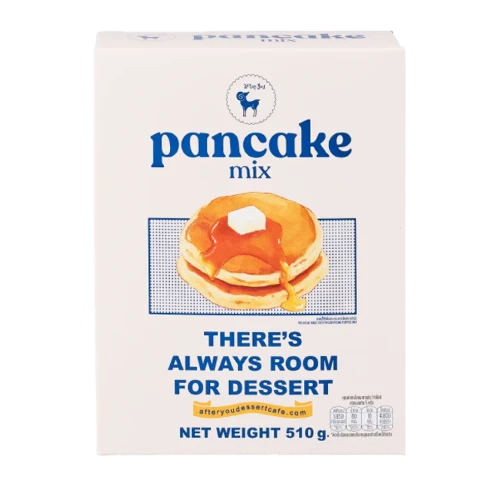 pancake
mix
pancake
mix
THERE'S
ALWAYS ROOM
FOR DESSERT
afteryoudessertcafe.com
NET WEIGHT 510 g.